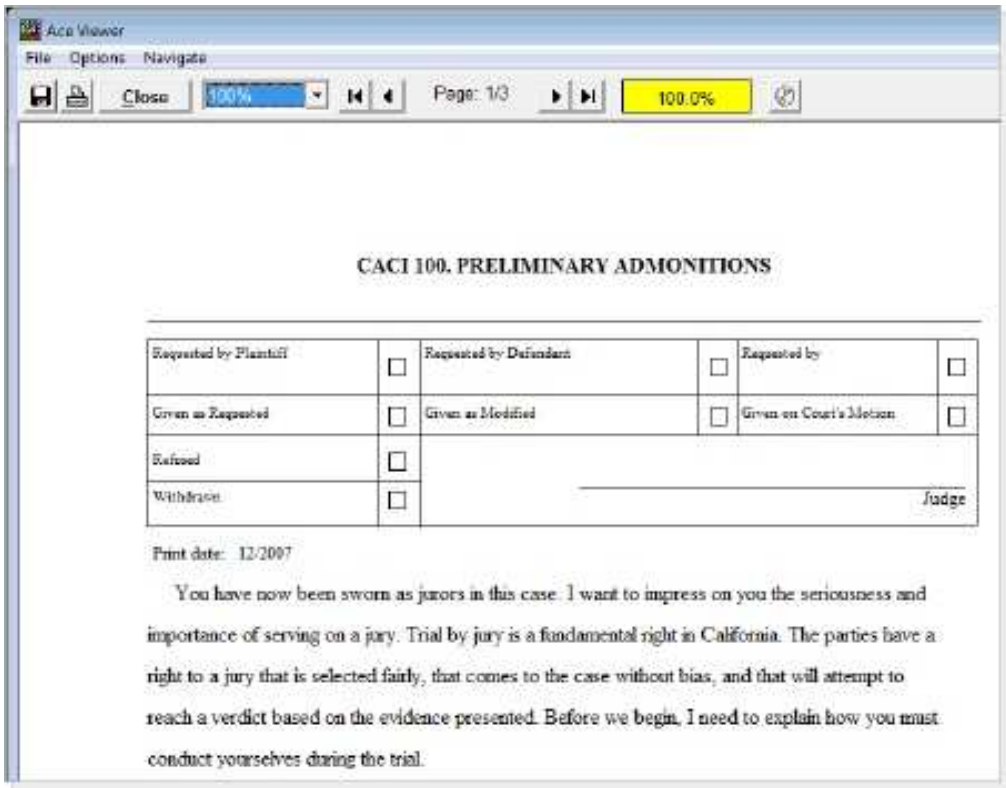 Ace Viewer
File Options Navigate
Close 100% Page: 1/3 100.0%
CACI 100. PRELIMINARY ADMONITIONS
Requested by Plaintiff Requested by Defendant Requested by
Given as Requested Given as Modified Given on Court's Motion
Refused
Withdrawn
Judge
Print date: 12/2007
You have now been sworn as jurors in this case. I want to impress on you the seriousness and
importance of serving on a jury. Trial by jury is a fundamental right in California. The parties have a
right to a jury that is selected fairly, that comes to the case without bias, and that will attempt to
reach a verdict based on the evidence presented. Before we begin, I need to explain how you must
conduct yourselves during the trial.